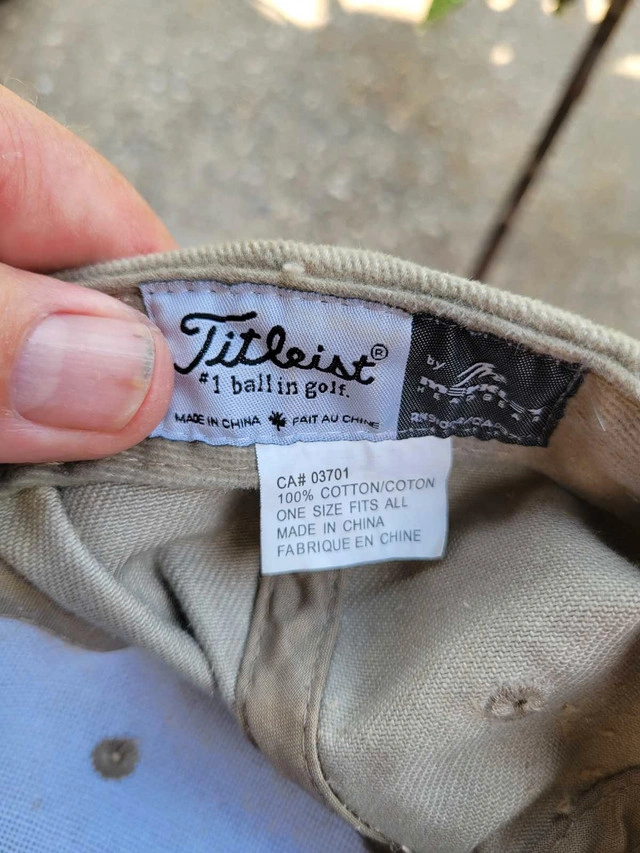 Titleist®
#1 ball in golf.
MADE IN CHINA FAIT AU CHINE
by
CA# 03701
100% COTTON/COTON
ONE SIZE FITS ALL
MADE IN CHINA
FABRIQUE EN CHINE